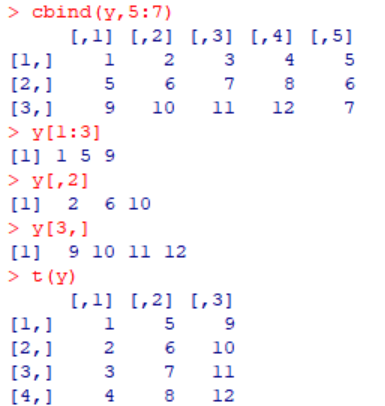 > cbind(y,5:7)
     [,1] [,2] [,3] [,4] [,5]
[1,]    1    2    3    4    5
[2,]    5    6    7    8    6
[3,]    9   10   11   12    7
> y[1:3]
[1] 1 5 9
> y[,2]
[1]  2  6 10
> y[3,]
[1]  9 10 11 12
> t(y)
     [,1] [,2] [,3]
[1,]    1    5    9
[2,]    2    6   10
[3,]    3    7   11
[4,]    4    8   12